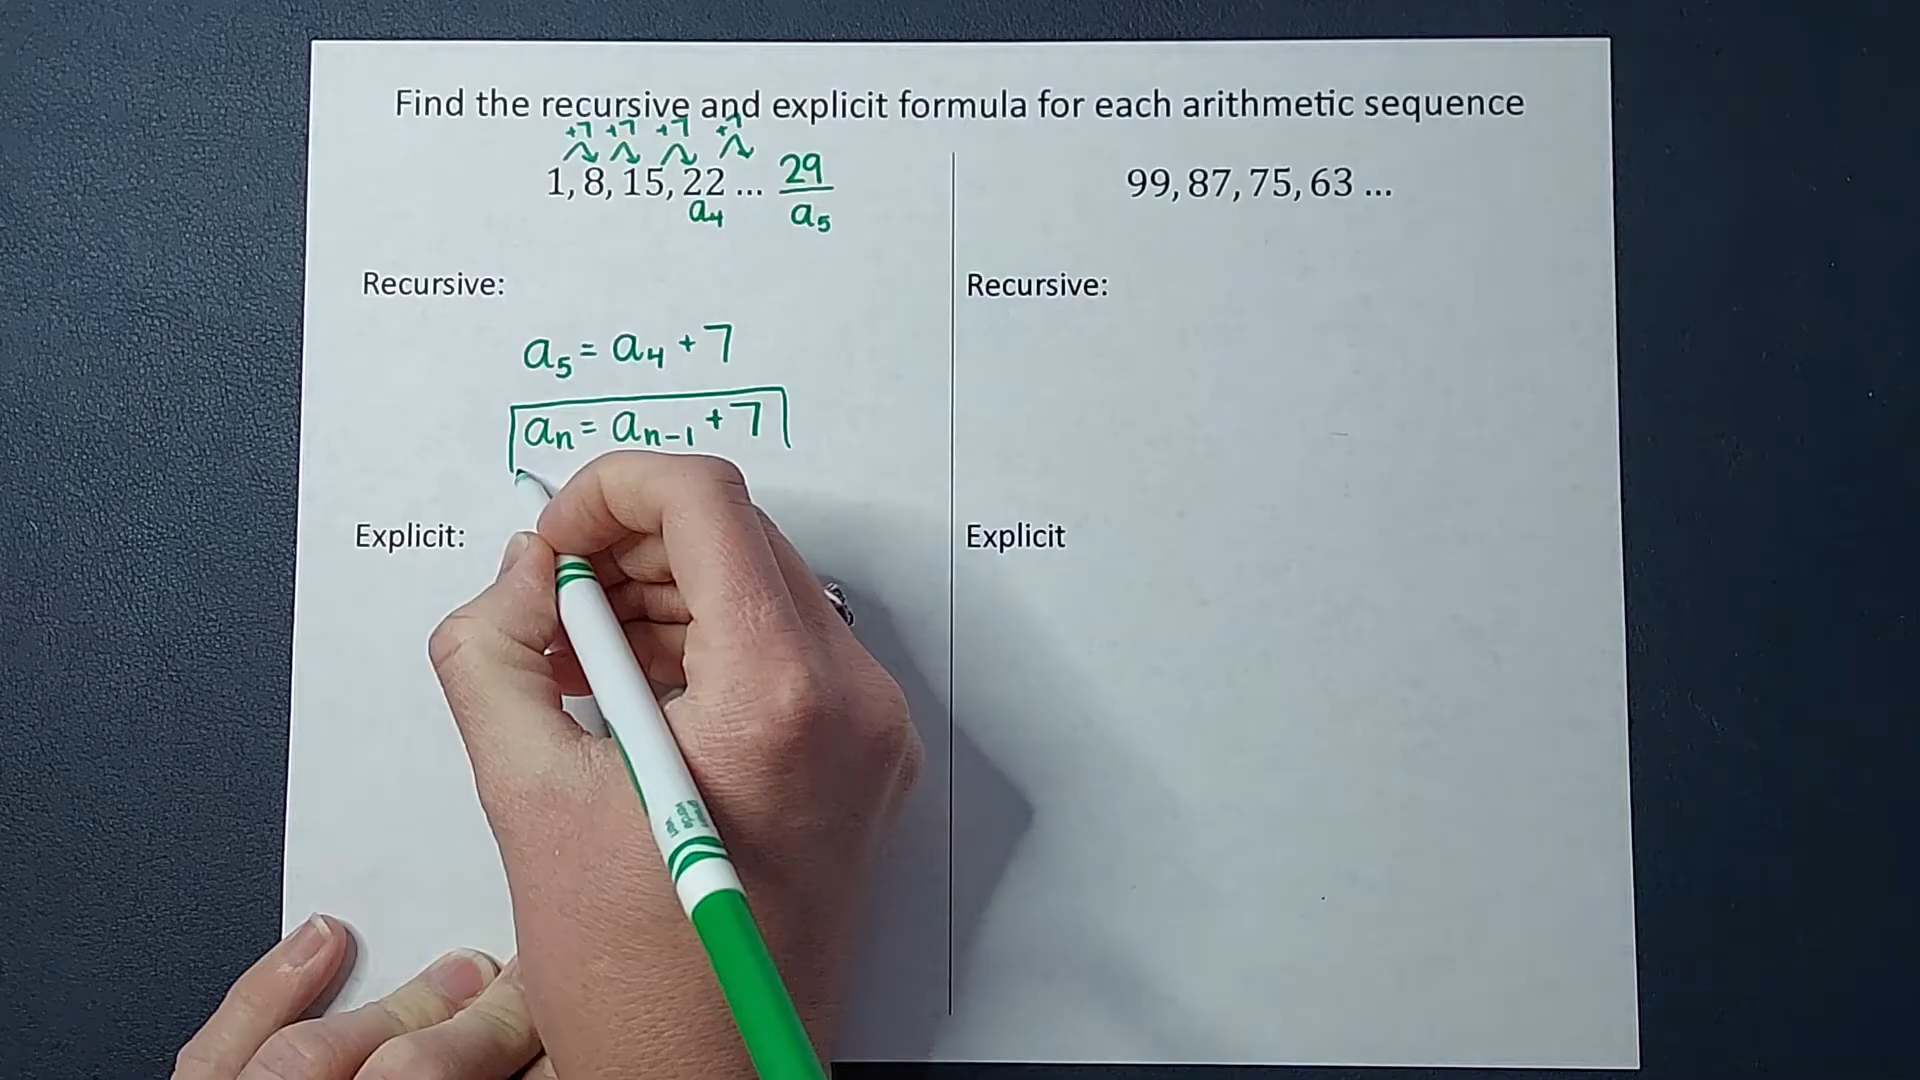 Find the recursive and explicit formula for each arithmetic sequence
+7 +7 +7 +7
1, 8, 15, 22 ... 29
a₄ a₅
Recursive:
a₅ = a₄ + 7
aₙ = aₙ₋₁ + 7
Explicit:
99, 87, 75, 63 ...
Recursive:
Explicit